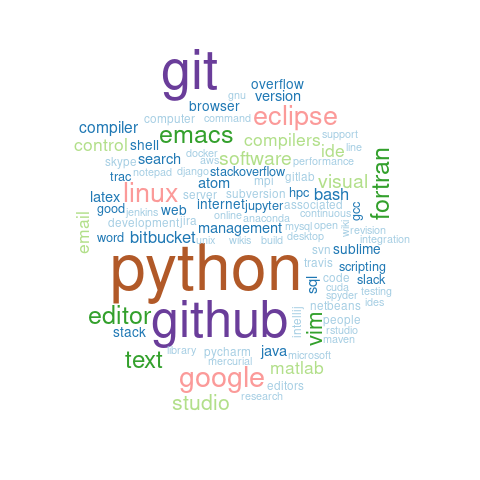 git
overflow
gnu version
browser
computer command eclipse
compiler emacs support
control shell compilers ide line
docker
skype search aws software performance
notepad django stackoverflow gitlab
trac atom mpi visual fortran
latex linux server subversion hpc bash
good jenkins web internet jupyter associated gcc
online anaconda continuous
email development jira management mysql open wiki revision
word bitbucket unix wikis build desktop integration
svn sublime
python travis scripting
sql code slack
cuda
spyder testing
netbeans ides
editor github intellij vim people
stack rstudio
maven
text library pycharm java microsoft
mercurial
google matlab
editors
studio research